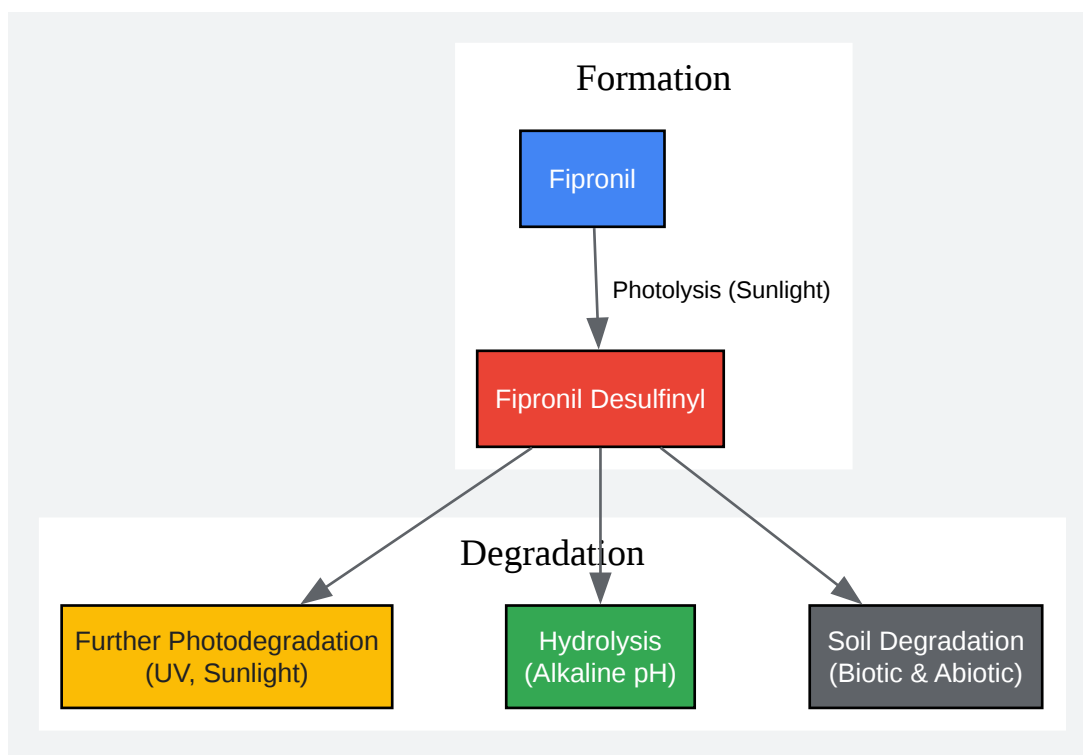 Formation
Fipronil
Photolysis (Sunlight)
Fipronil Desulfinyl
Degradation
Further Photodegradation
(UV, Sunlight)
Hydrolysis
(Alkaline pH)
Soil Degradation
(Biotic & Abiotic)